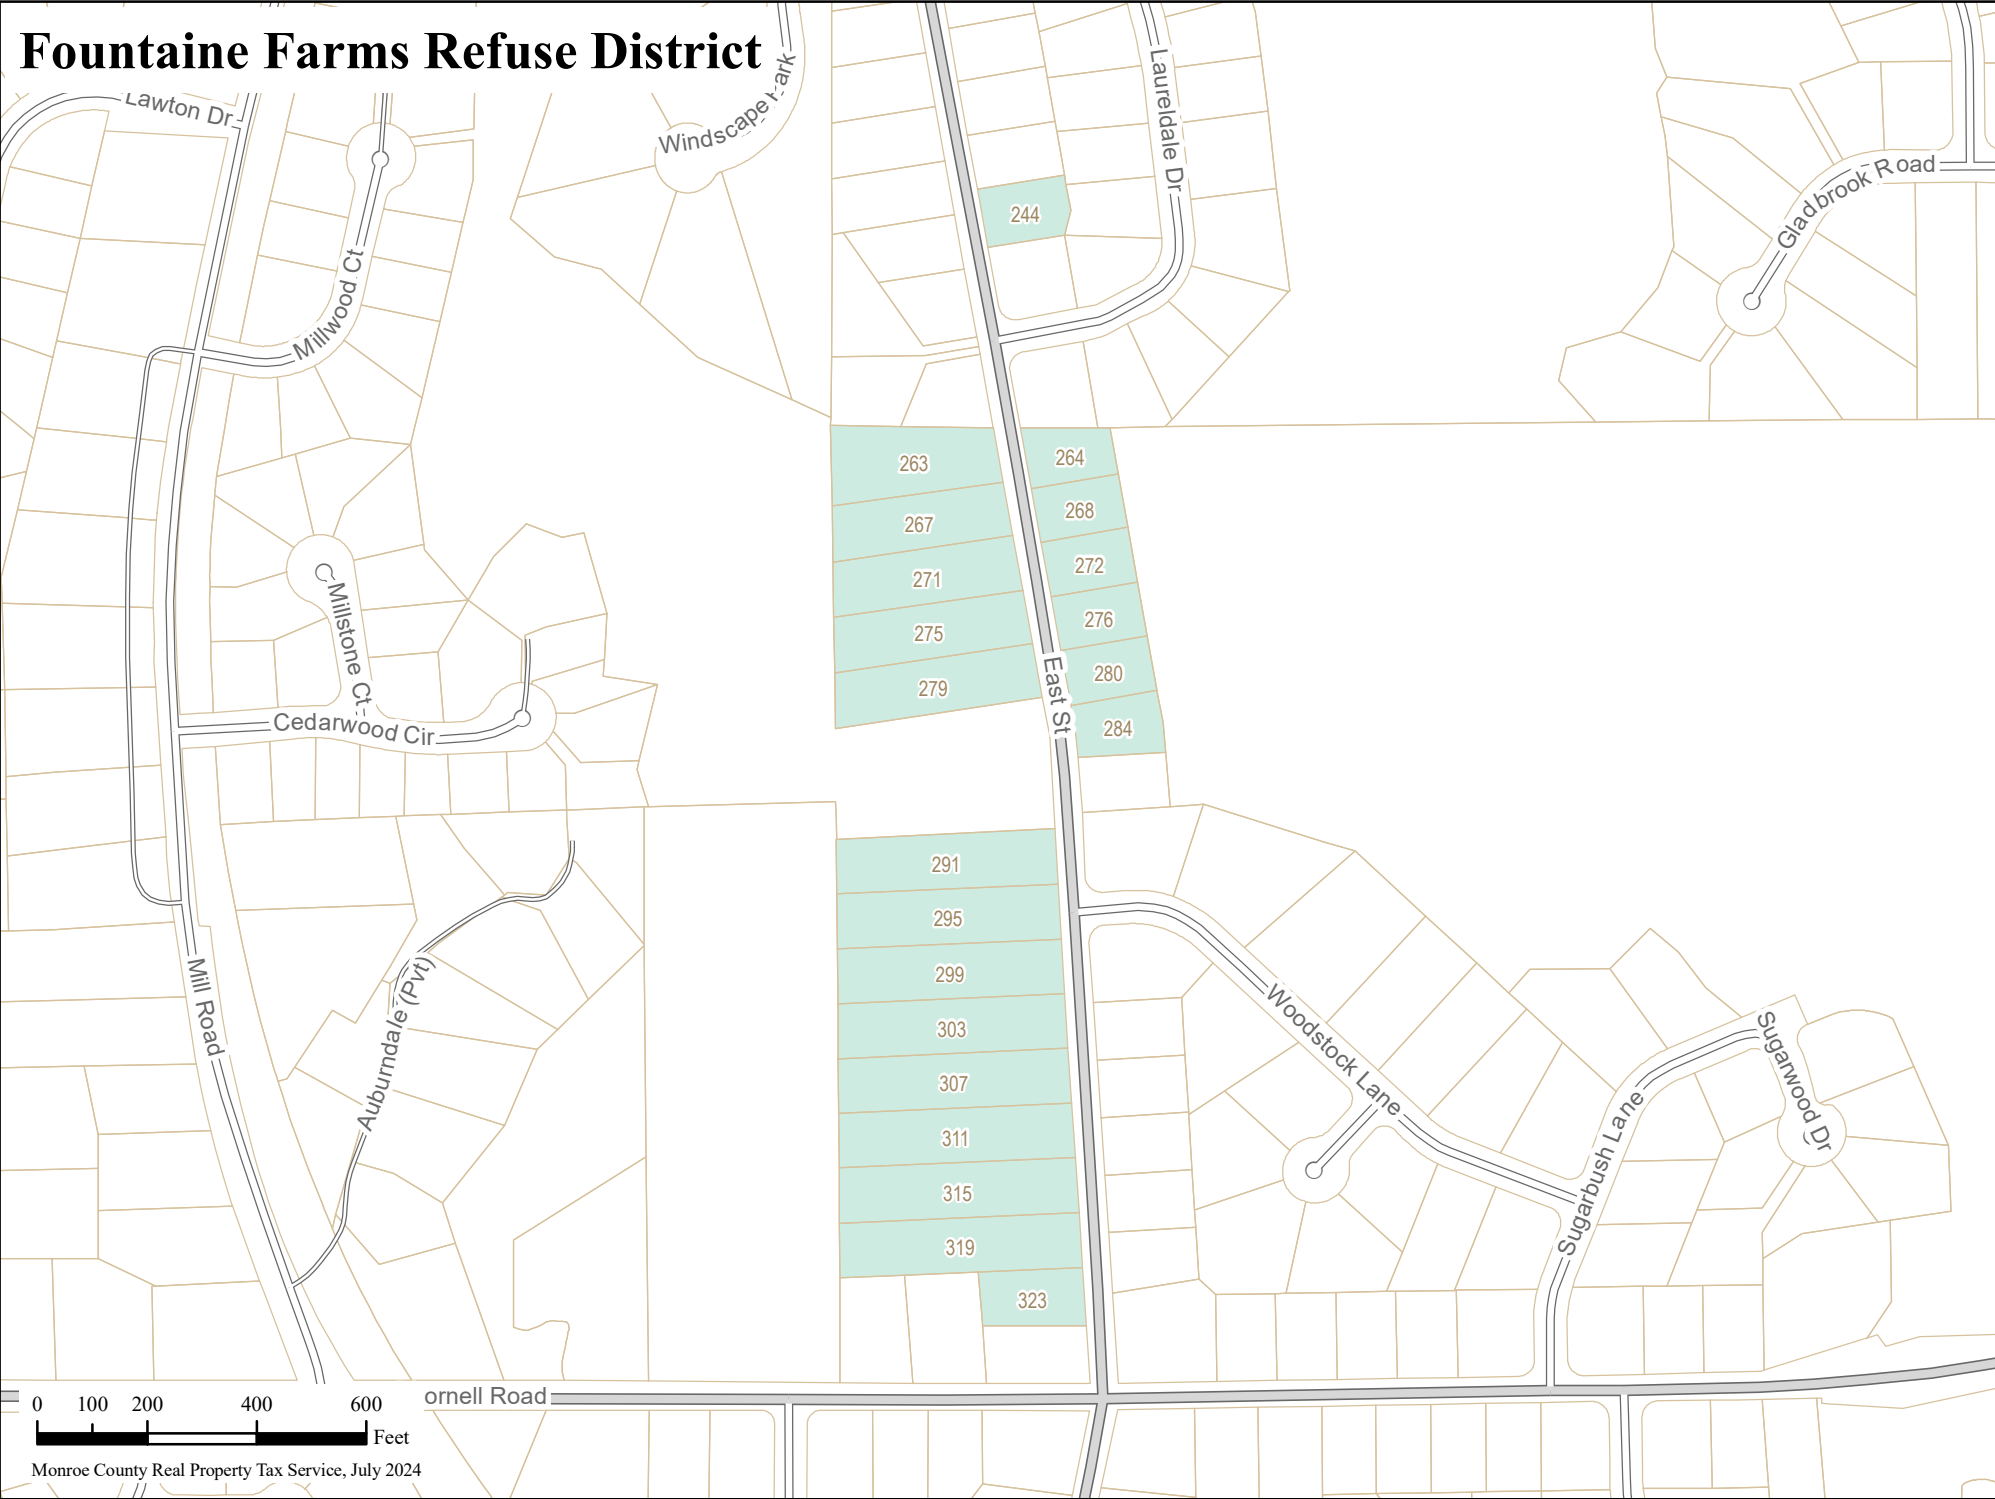 Fountaine Farms Refuse District
Lawton Dr
Windscape Park
Laureldale Dr
Gladbrook Road
244
Millwood Ct
263
264
267
268
271
272
275
276
279
280
284
East St
Millstone Ct
Cedarwood Cir
291
295
299
303
307
311
315
319
323
Mill Road
Auburndale (Pvt)
Woodstock Lane
Sugarwood Dr
Sugarbush Lane
ornell Road
0 100 200 400 600
Feet
Monroe County Real Property Tax Service, July 2024